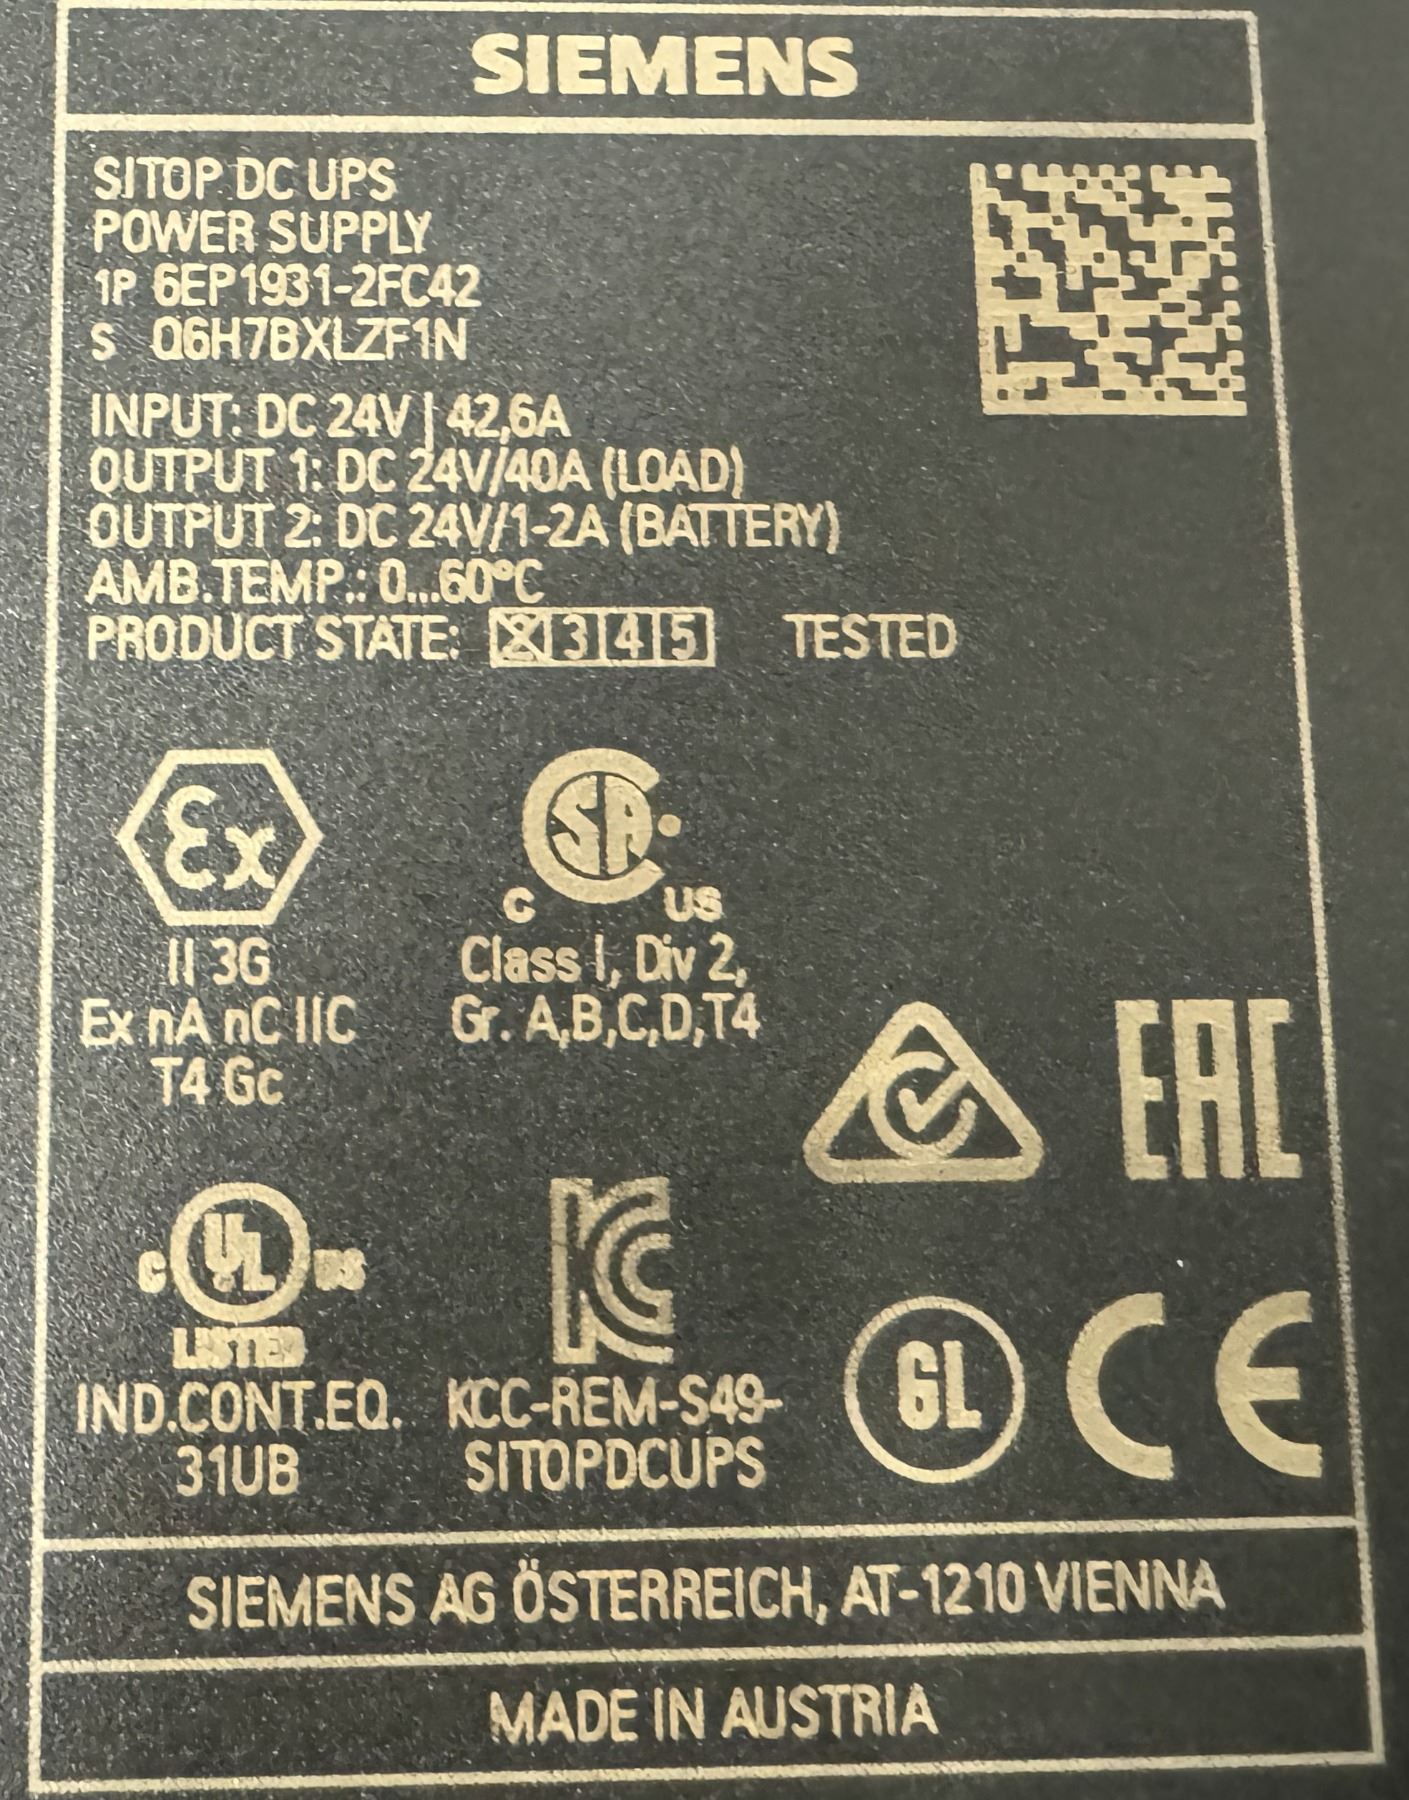 SIEMENS
SITOP DC UPS
POWER SUPPLY
1P 6EP1931-2FC42
S Q6H7BXLZF1N
INPUT: DC 24V | 42,6A
OUTPUT 1: DC 24V/40A (LOAD)
OUTPUT 2: DC 24V/1-2A (BATTERY)
AMB.TEMP.: 0...60°C
PRODUCT STATE: 2 3 4 5 TESTED
Ex
II 3G
Ex nA nC IIC
T4 Gc
SA
C US
Class I, Div 2,
Gr. A,B,C,D,T4
EAC
C UL US
LISTED
IND.CONT.EQ.
31UB
KC
KCC-REM-S49-
SITOPDCUPS
GL
CE
SIEMENS AG ÖSTERREICH, AT-1210 VIENNA
MADE IN AUSTRIA